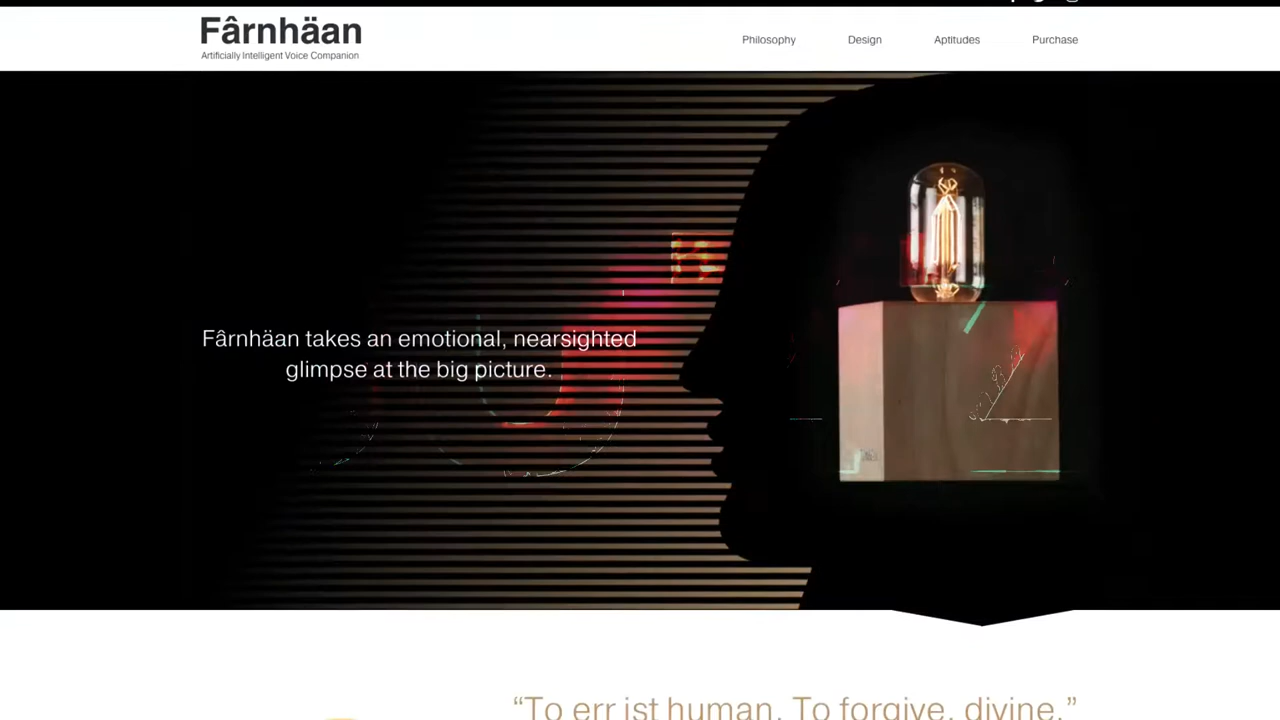 Fârnhäan
Artificially Intelligent Voice Companion
Philosophy
Design
Aptitudes
Purchase
Fârnhäan takes an emotional, nearsighted
glimpse at the big picture.
“To err ist human. To forgive, divine.”